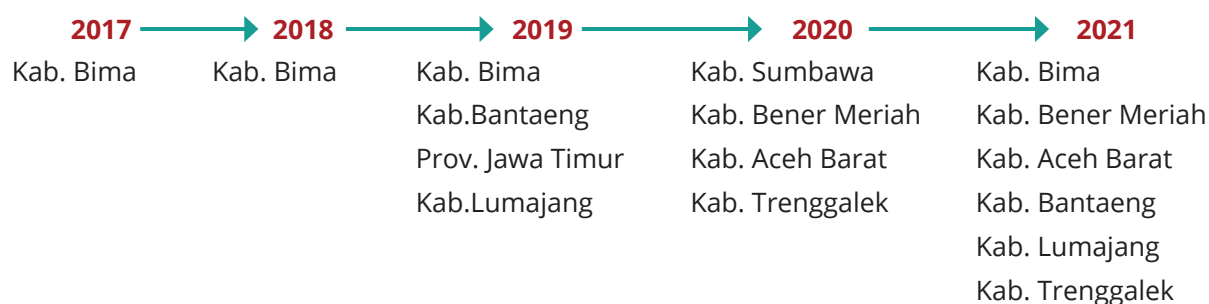 2017 2018 2019 2020 2021
Kab. Bima
Kab. Bima
Kab. Bima
Kab.Bantaeng
Prov. Jawa Timur
Kab.Lumajang
Kab. Sumbawa
Kab. Bener Meriah
Kab. Aceh Barat
Kab. Trenggalek
Kab. Bima
Kab. Bener Meriah
Kab. Aceh Barat
Kab. Bantaeng
Kab. Lumajang
Kab. Trenggalek